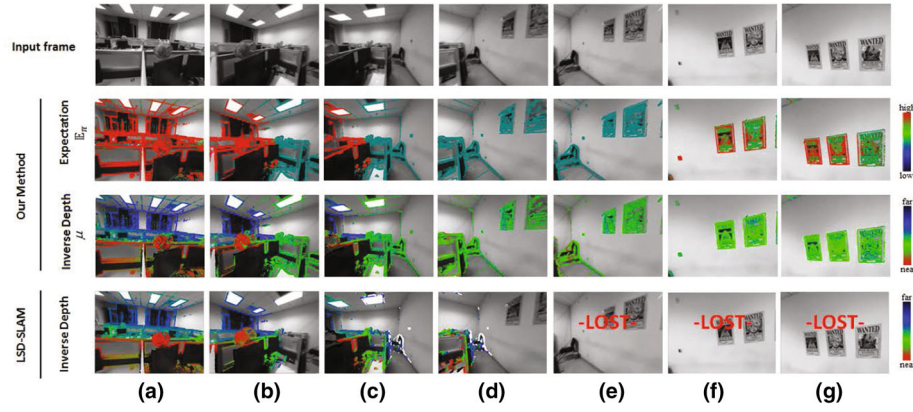 Input frame
Our Method
Expectation
𝔼π
high
low
Inverse Depth
μ
far
near
LSD-SLAM
Inverse Depth
-LOST-
-LOST-
-LOST-
far
near
WANTED
WANTED
WANTED
(a) (b) (c) (d) (e) (f) (g)